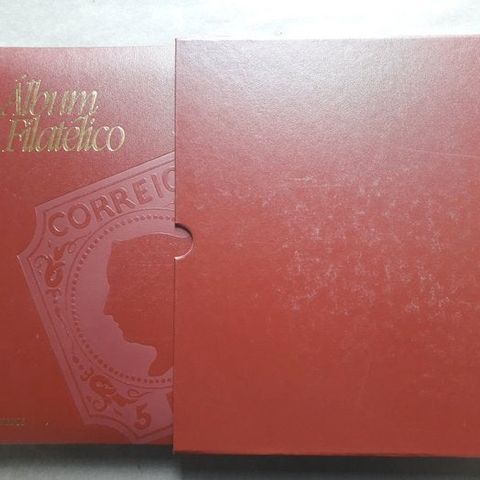 Álbum
Filatélico
CORREIO
5